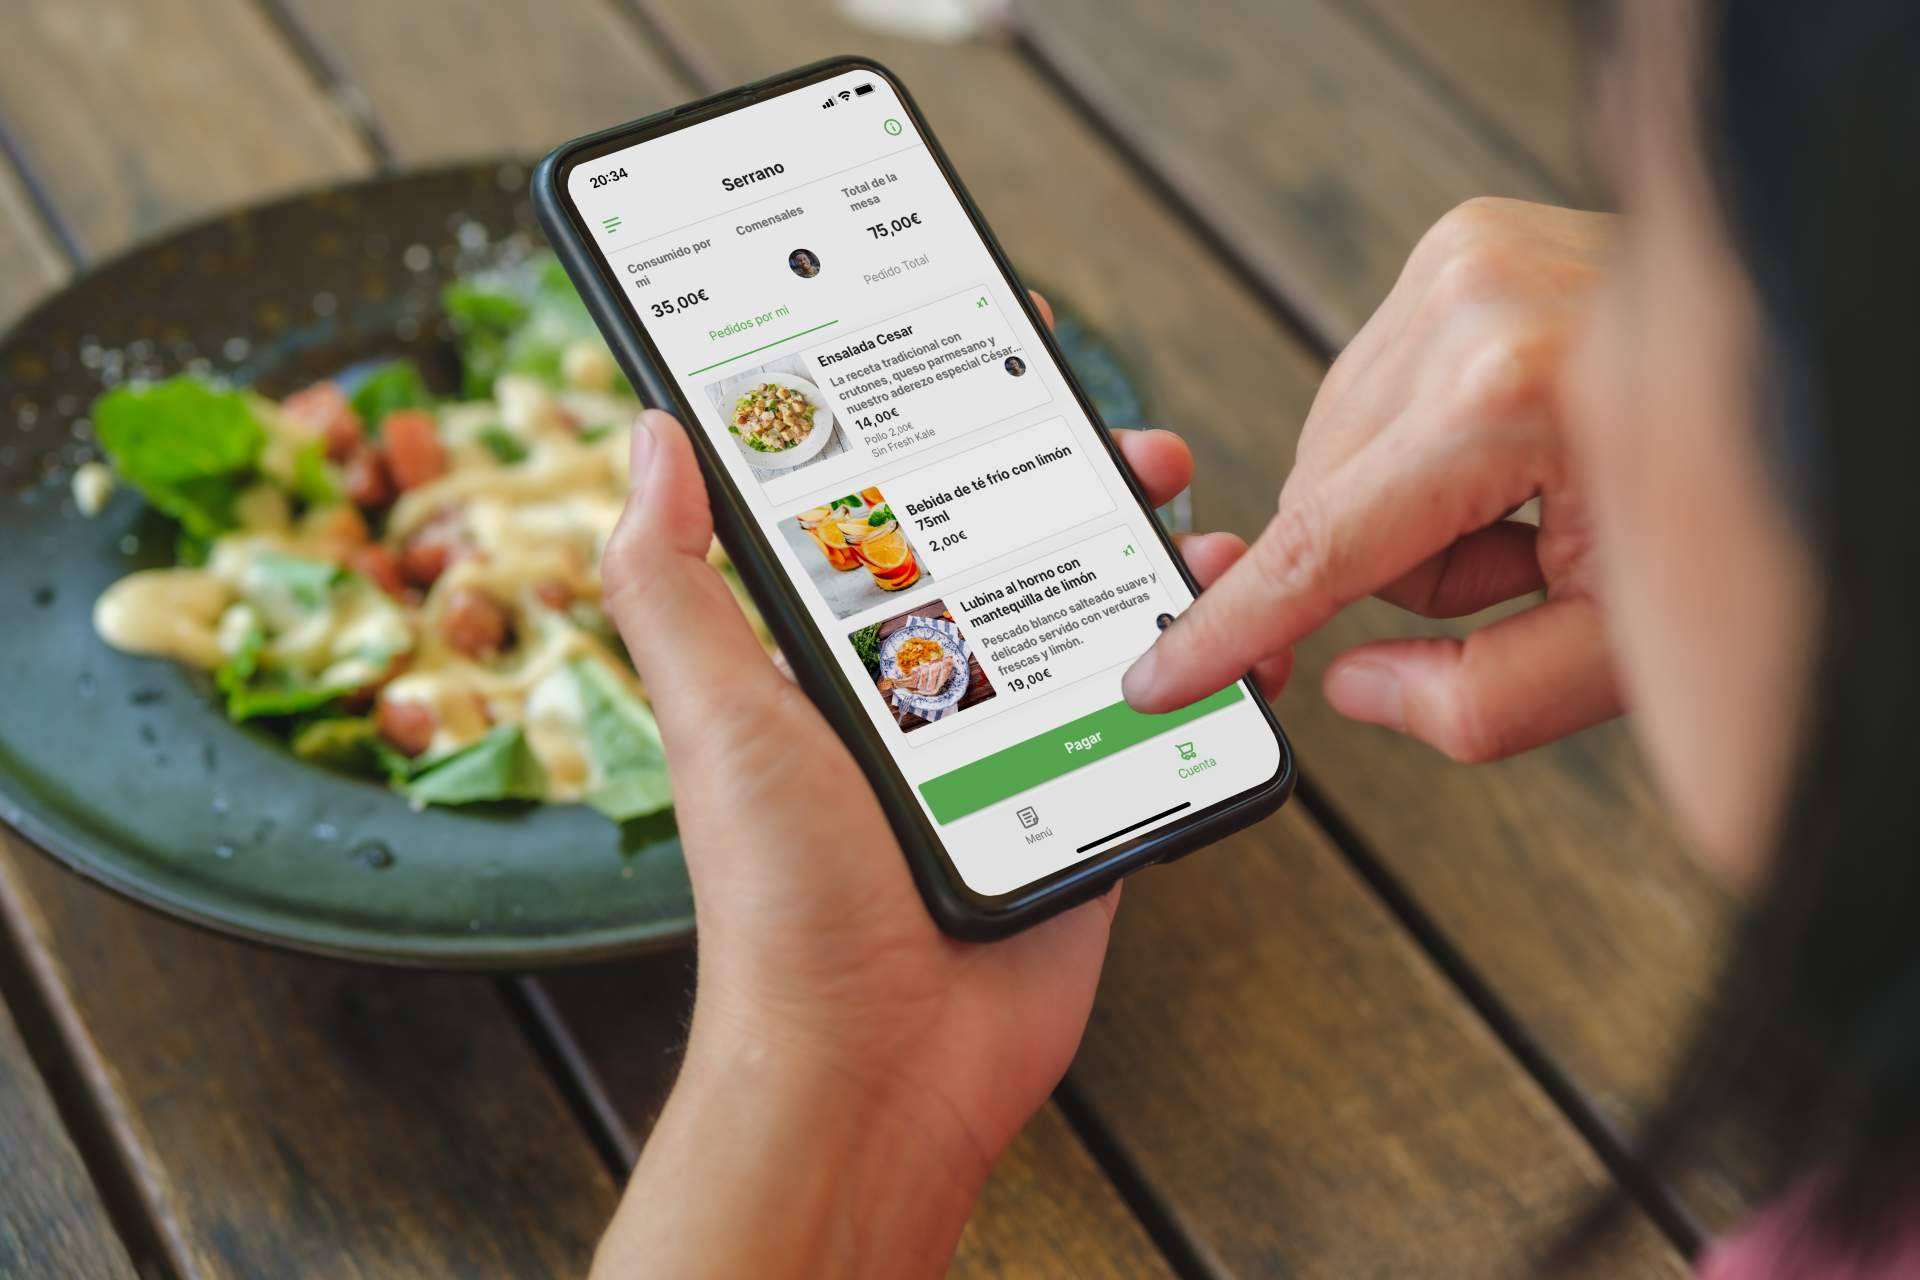 20:34
Serrano
Consumido por
mi
35,00€
Comensales
Total de la
mesa
75,00€
Pedidos por mi
Pedido Total
Ensalada Cesar
x1
La receta tradicional con
crutones, queso parmesano y
nuestro aderezo especial César...
14,00€
Pollo 2,00€
Sin Fresh Kale
Bebida de té frío con limón
75ml
2,00€
Lubina al horno con
mantequilla de limón
x1
Pescado blanco salteado suave y
delicado servido con verduras
frescas y limón.
19,00€
Pagar
Menú
Cuenta